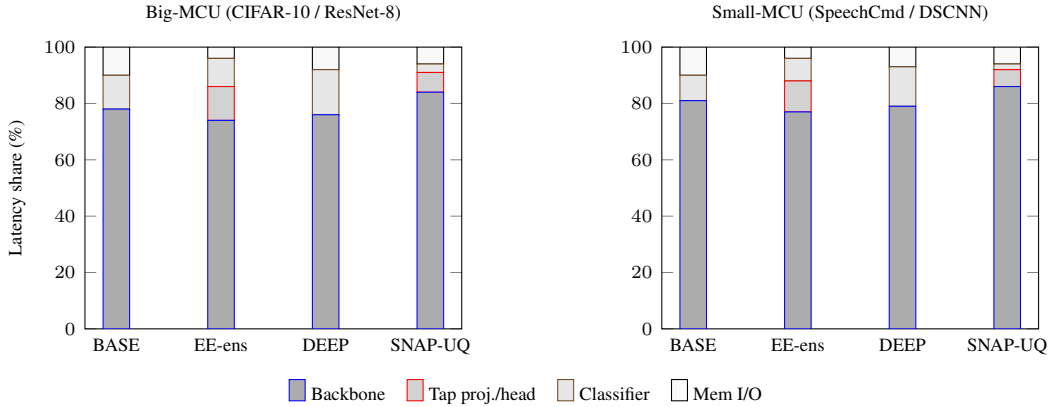 Big-MCU (CIFAR-10 / ResNet-8)
Latency share (%)
100
80
60
40
20
0
BASE EE-ens DEEP SNAP-UQ
Small-MCU (SpeechCmd / DSCNN)
100
80
60
40
20
0
BASE EE-ens DEEP SNAP-UQ
Backbone Tap proj./head Classifier Mem I/O